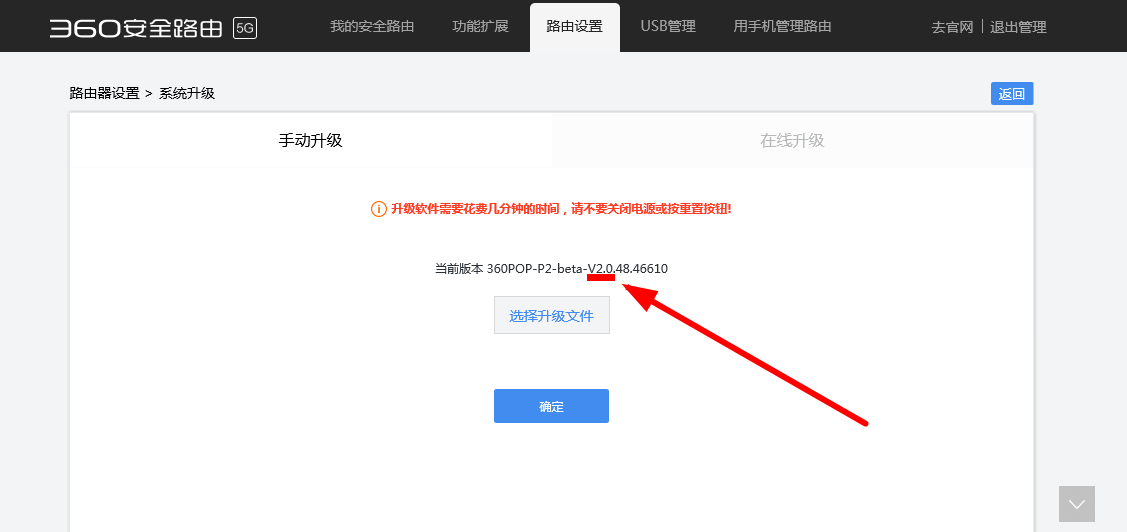 360安全路由 5G 我的安全路由 功能扩展 路由设置 USB管理 用手机管理路由 去官网 | 退出管理
路由器设置 > 系统升级 返回
手动升级 在线升级
升级软件需要花费几分钟的时间，请不要关闭电源或按重置按钮!
当前版本 360POP-P2-beta-V2.0.48.46610
选择升级文件
确定